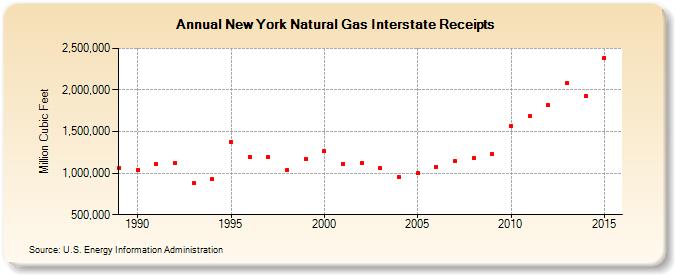 Annual New York Natural Gas Interstate Receipts
Million Cubic Feet
2,500,000
2,000,000
1,500,000
1,000,000
500,000
1990 1995 2000 2005 2010 2015
Source: U.S. Energy Information Administration